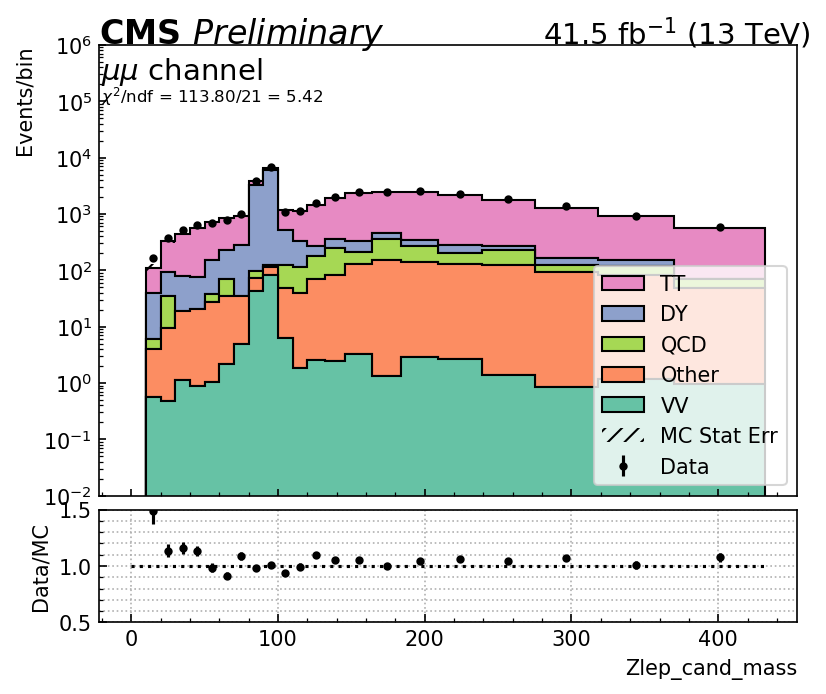 CMS Preliminary 41.5 fb⁻¹ (13 TeV)
μμ channel
χ²/ndf = 113.80/21 = 5.42
Events/bin
10⁶
10⁵
10⁴
10³
10²
10¹
10⁰
10⁻¹
10⁻²
TT
DY
QCD
Other
VV
MC Stat Err
Data
Data/MC
1.5
1.0
0.5
0 100 200 300 400
Zlep_cand_mass